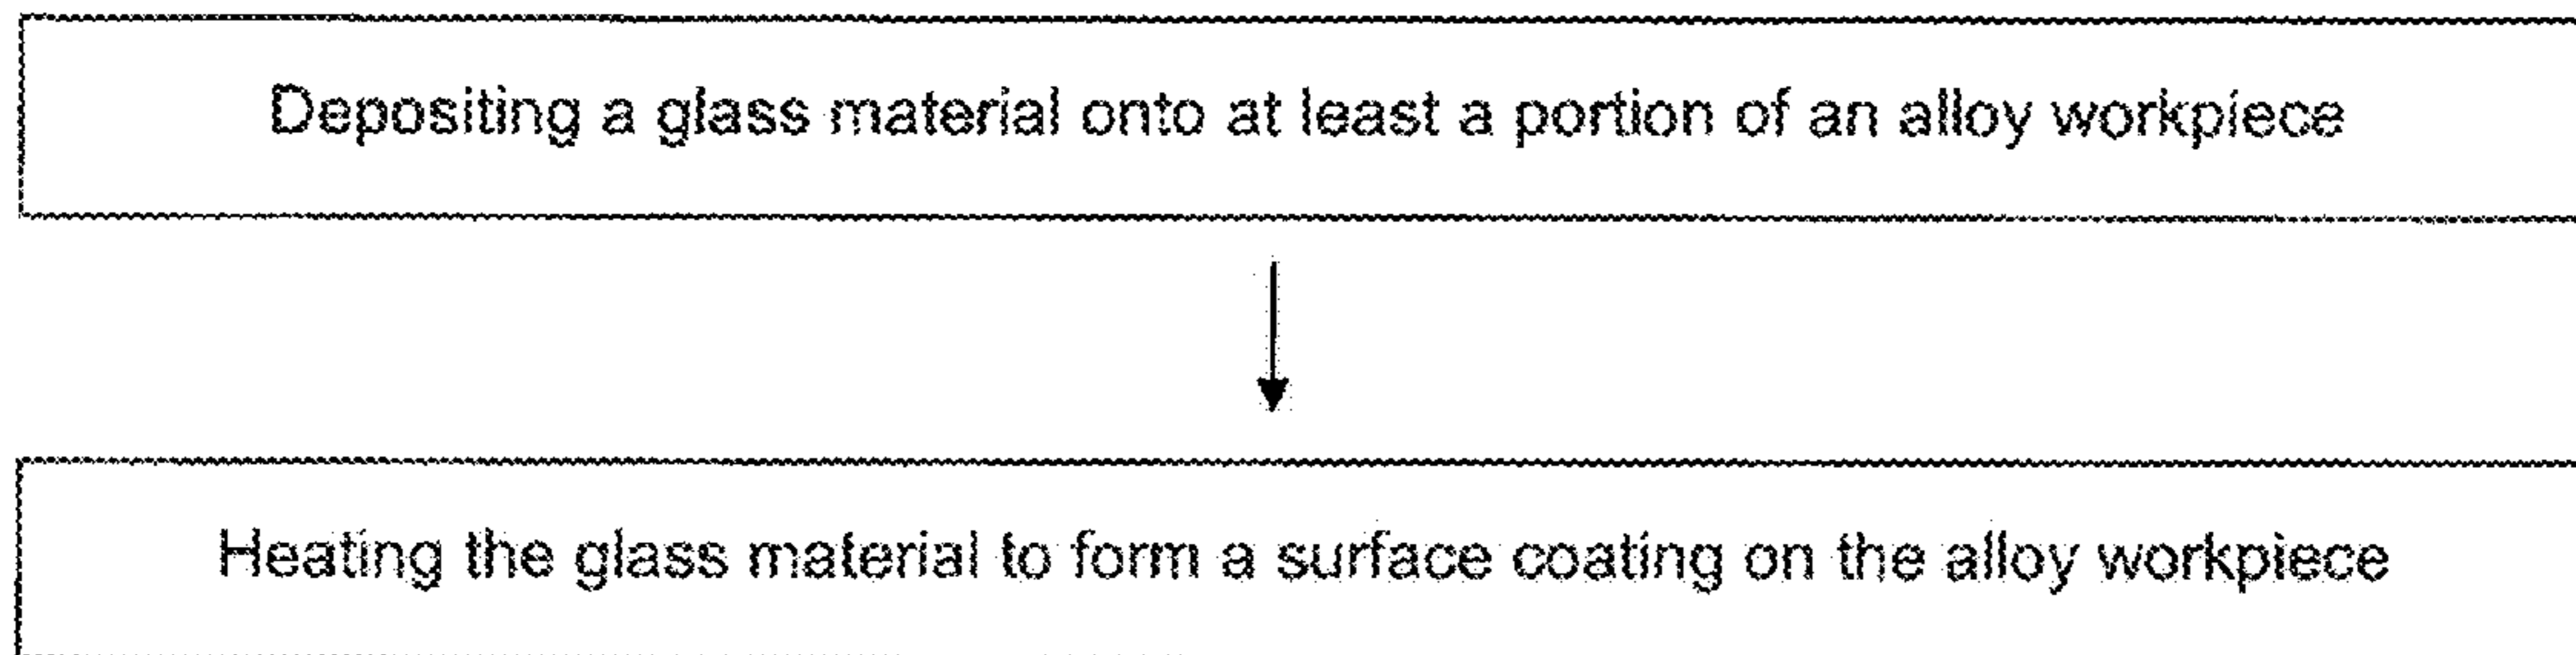 Depositing a glass material onto at least a portion of an alloy workpiece
Heating the glass material to form a surface coating on the alloy workpiece